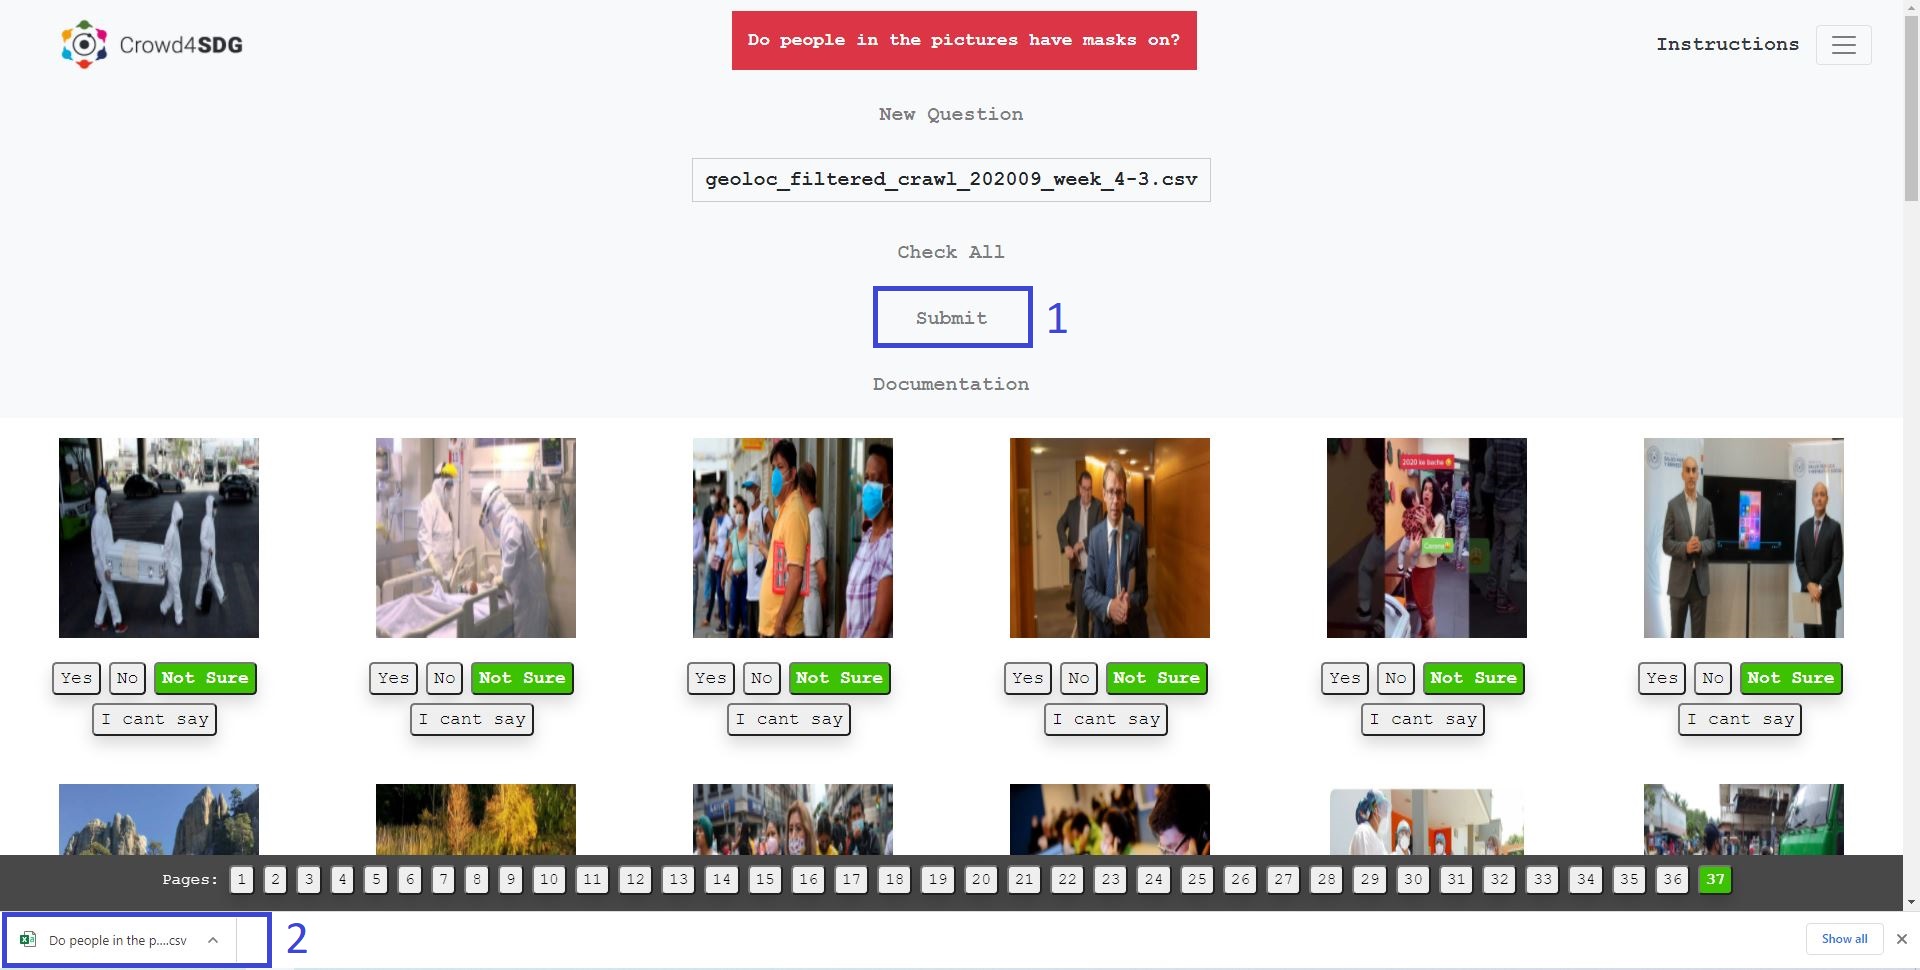 Crowd4SDG
Do people in the pictures have masks on?
Instructions
New Question
geoloc_filtered_crawl_202009_week_4-3.csv
Check All
Submit
1
Documentation
2020 ke bache
Corona
Yes No Not Sure
I cant say
Yes No Not Sure
I cant say
Yes No Not Sure
I cant say
Yes No Not Sure
I cant say
Yes No Not Sure
I cant say
Yes No Not Sure
I cant say
Pages: 1 2 3 4 5 6 7 8 9 10 11 12 13 14 15 16 17 18 19 20 21 22 23 24 25 26 27 28 29 30 31 32 33 34 35 36 37
Do people in the p....csv
2
Show all